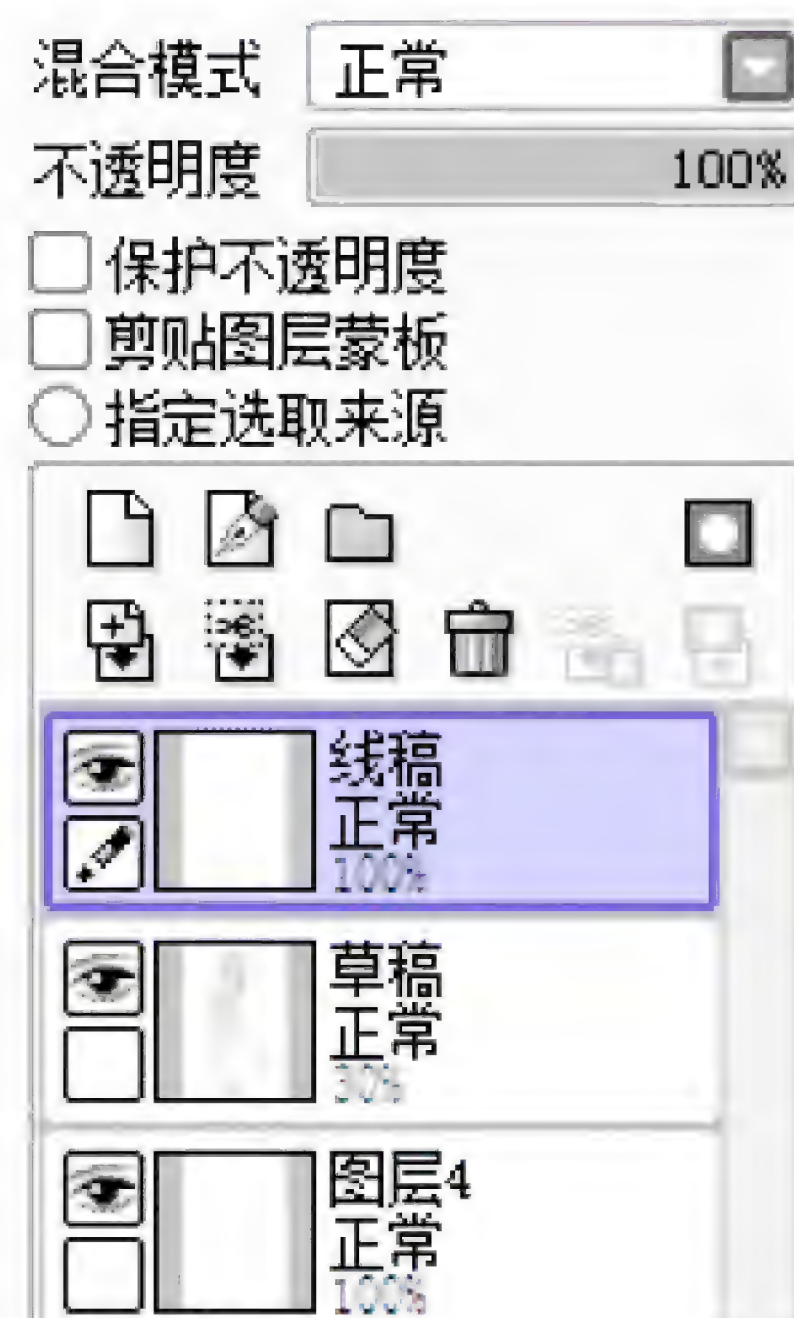 混合模式 正常
不透明度 100%
保护不透明度
剪贴图层蒙板
指定选取来源
线稿
正常
100%
草稿
正常
30%
图层4
正常
100%